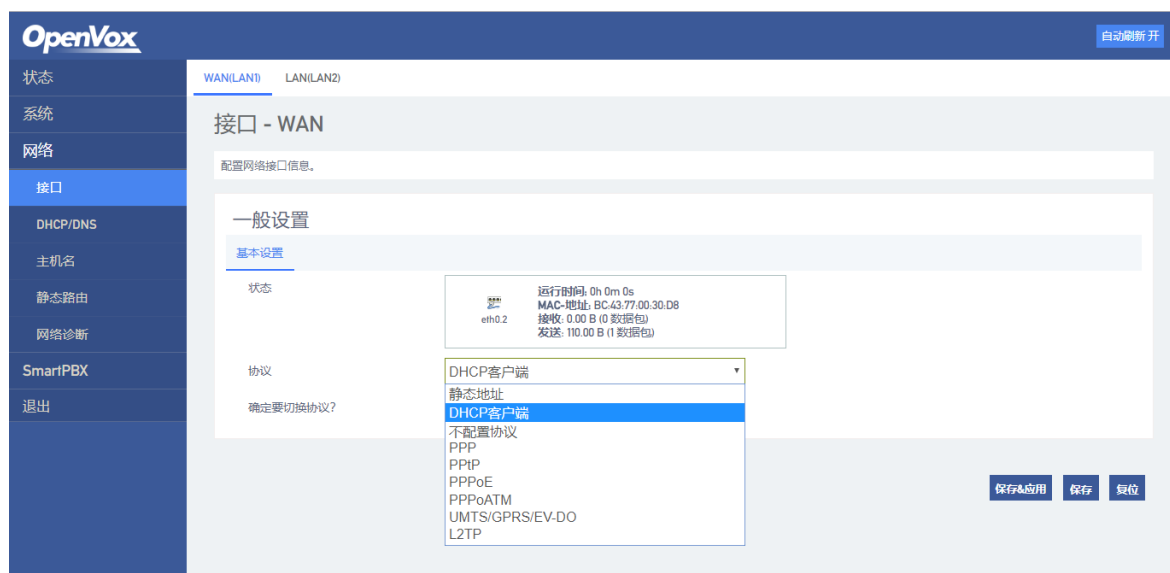 OpenVox
自动刷新 开
状态
系统
网络
接口
DHCP/DNS
主机名
静态路由
网络诊断
SmartPBX
退出
WAN(LAN1) LAN(LAN2)
接口 - WAN
配置网络接口信息。
一般设置
基本设置
状态
eth0.2
运行时间: 0h 0m 0s
MAC-地址: BC:43:77:00:30:D8
接收: 0.00 B (0 数据包)
发送: 110.00 B (1 数据包)
协议
DHCP客户端
确定要切换协议?
静态地址
DHCP客户端
不配置协议
PPP
PPtP
PPPoE
PPPoATM
UMTS/GPRS/EV-DO
L2TP
保存&应用 保存 复位